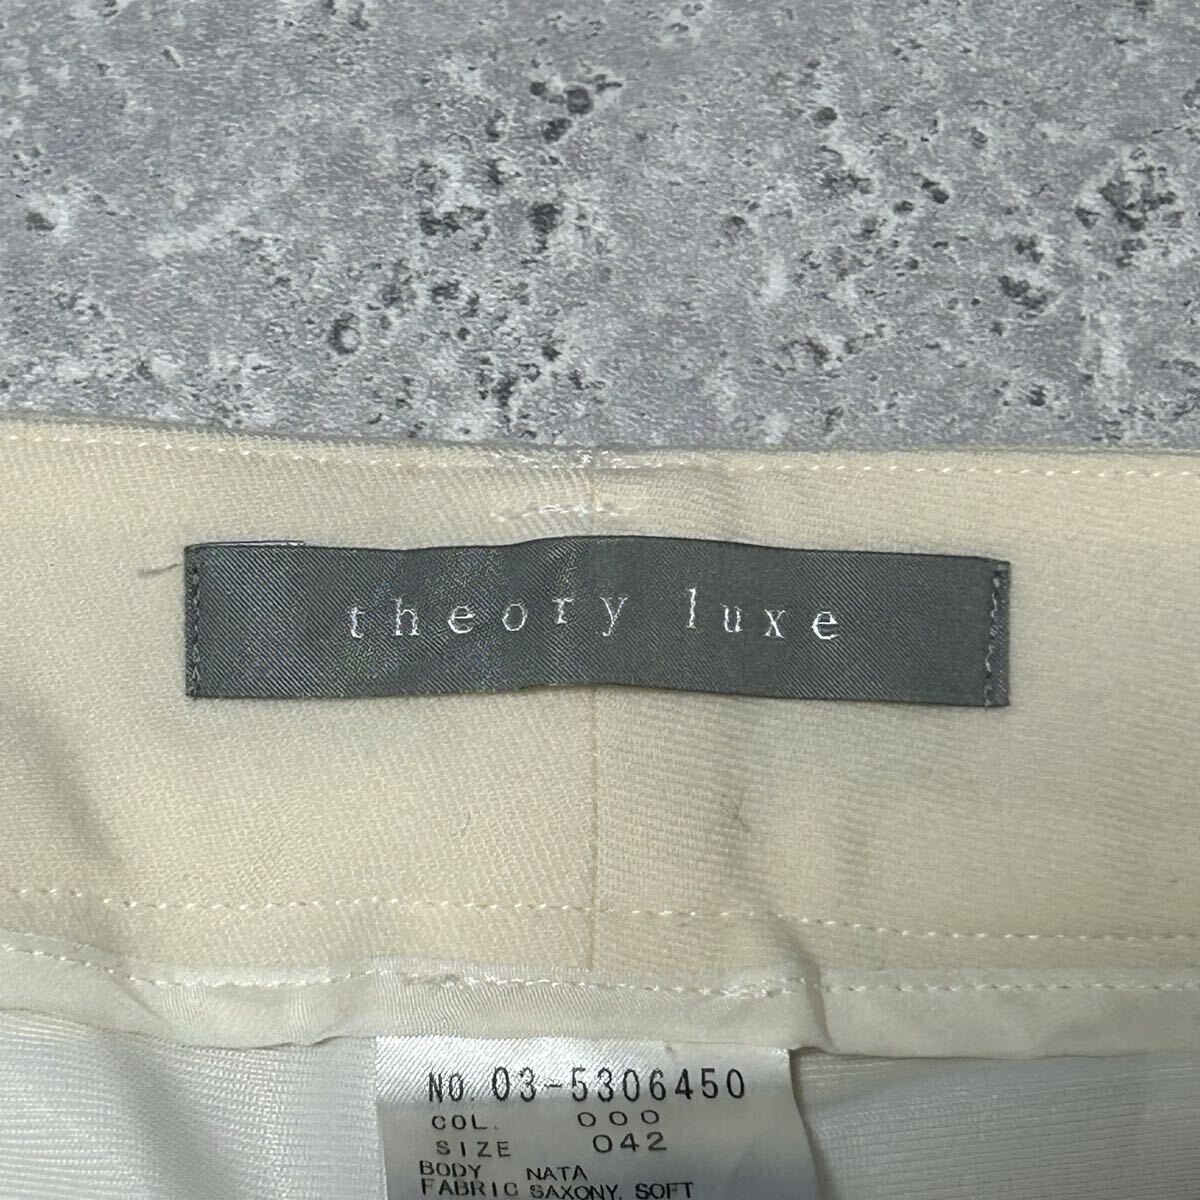 theory luxe
NO. 03-5306450
COL. 000
SIZE 042
BODY NATA
FABRIC SAXONY, SOFT